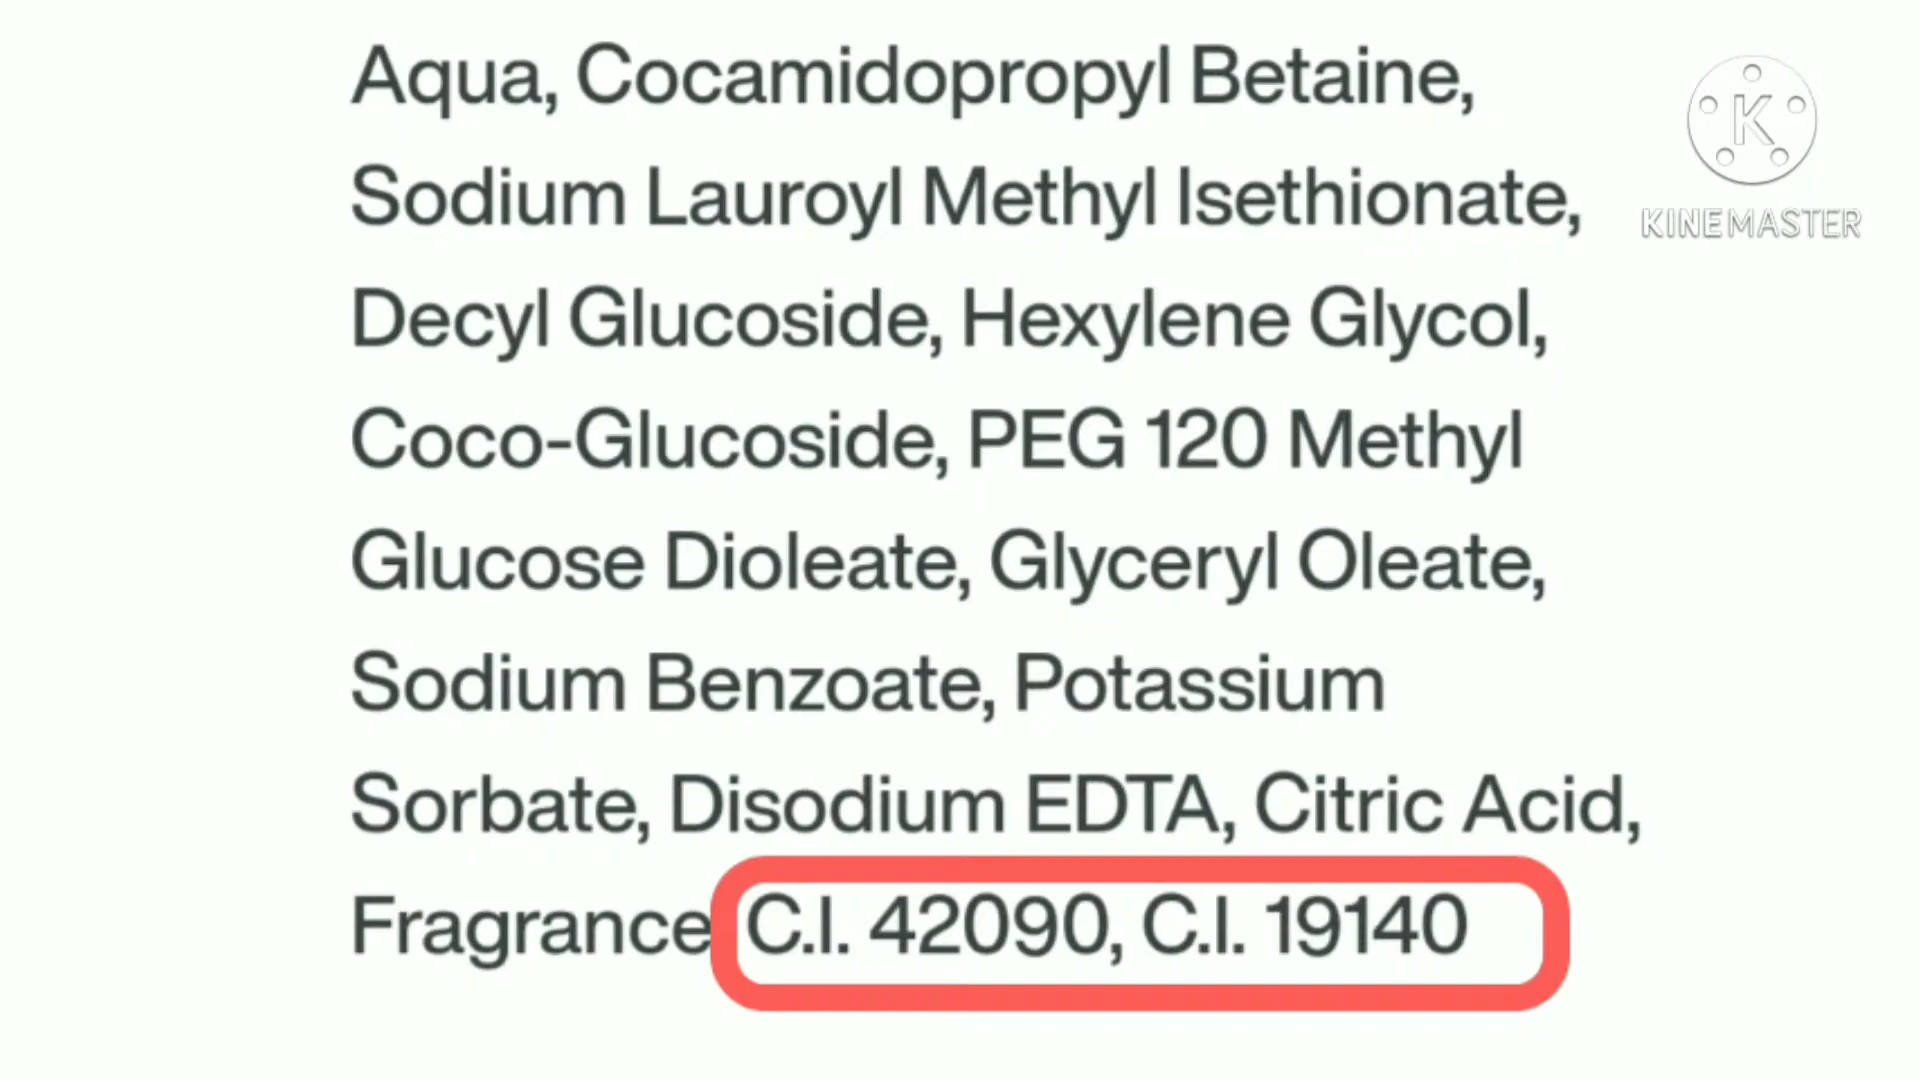 Aqua, Cocamidopropyl Betaine,
Sodium Lauroyl Methyl Isethionate,
Decyl Glucoside, Hexylene Glycol,
Coco-Glucoside, PEG 120 Methyl
Glucose Dioleate, Glyceryl Oleate,
Sodium Benzoate, Potassium
Sorbate, Disodium EDTA, Citric Acid,
Fragrance C.I. 42090, C.I. 19140
K
KINEMASTER